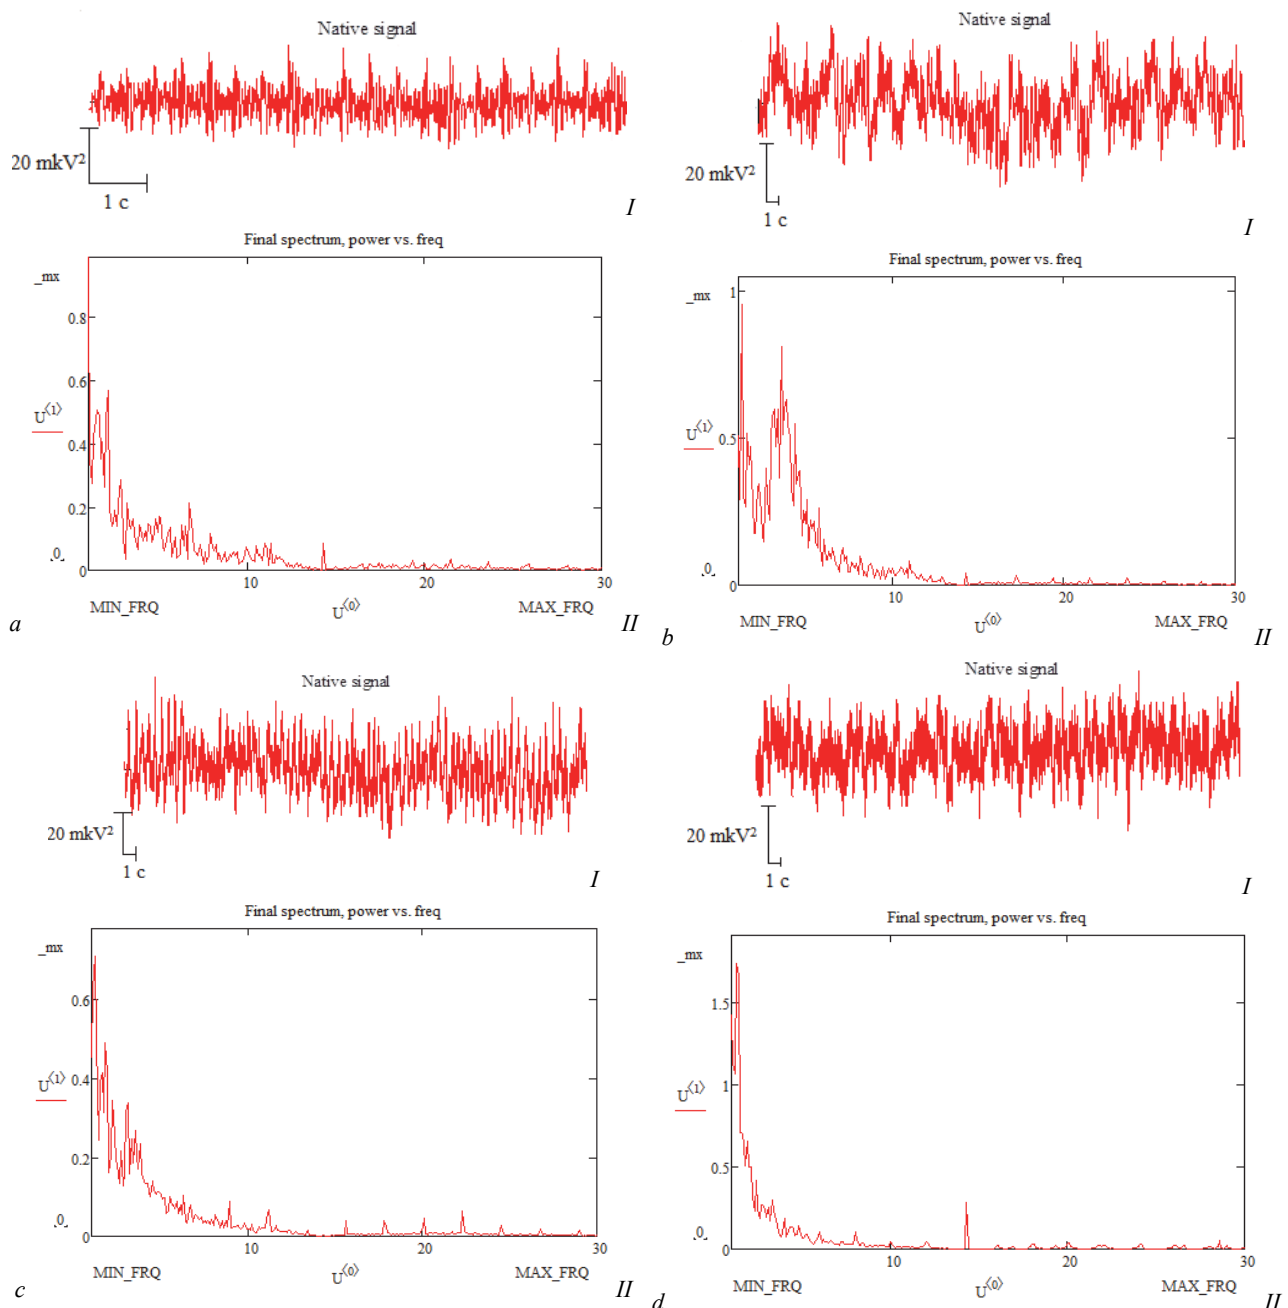 Native signal
20 mkV²
1 c
I
Final spectrum, power vs. freq
_mx
0.8
0.6
U⟨1⟩
0.4
0.2
.0.
0
10
20
30
MIN_FRQ
U⟨0⟩
MAX_FRQ
a
II
Native signal
20 mkV²
1 c
I
Final spectrum, power vs. freq
_mx
1
U⟨1⟩
0.5
.0.
0
0
10
20
30
MIN_FRQ
U⟨0⟩
MAX_FRQ
b
II
Native signal
20 mkV²
1 c
I
Final spectrum, power vs. freq
_mx
0.6
0.4
U⟨1⟩
0.2
.0.
0
10
20
30
MIN_FRQ
U⟨0⟩
MAX_FRQ
c
II
Native signal
20 mkV²
1 c
I
Final spectrum, power vs. freq
_mx
1.5
U⟨1⟩
1
0.5
.0.
0
10
20
30
MIN_FRQ
U⟨0⟩
MAX_FRQ
d
II